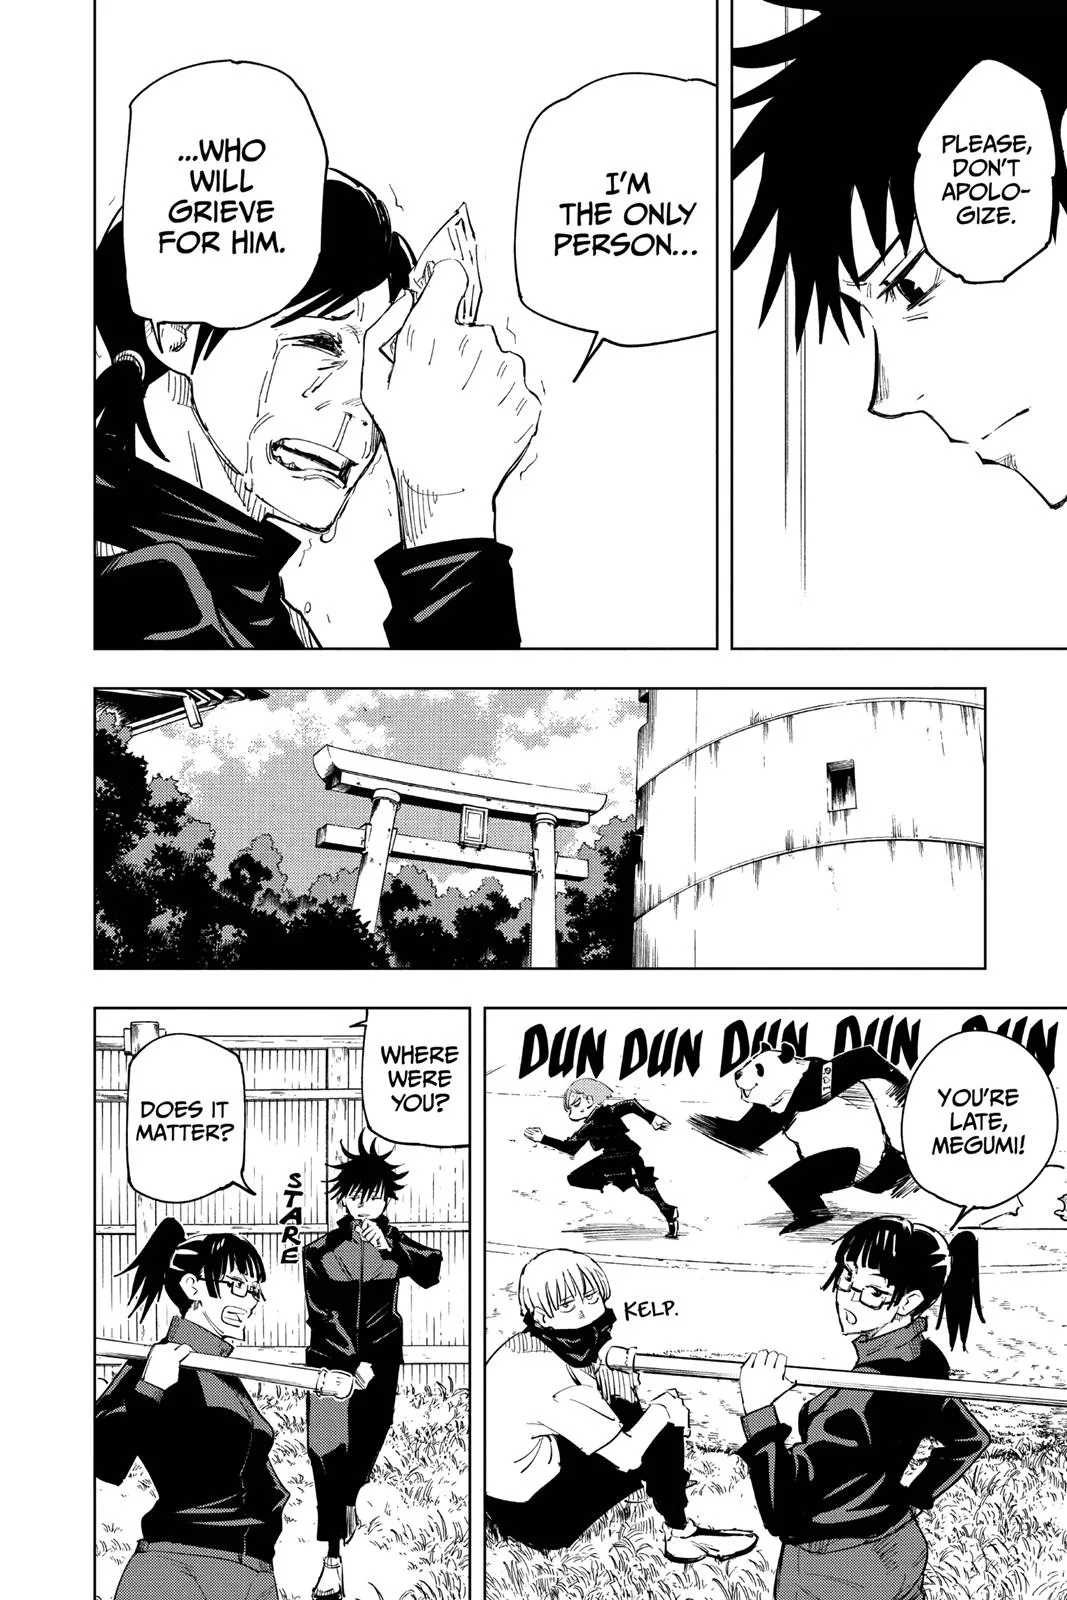 PLEASE,
DON'T
APOLO-
GIZE.
I'M
THE ONLY
PERSON...
...WHO
WILL
GRIEVE
FOR HIM.
DUN DUN DUN DUN DUN
YOU'RE
LATE,
MEGUMI!
KELP.
WHERE
WERE
YOU?
STARE
DOES IT
MATTER?